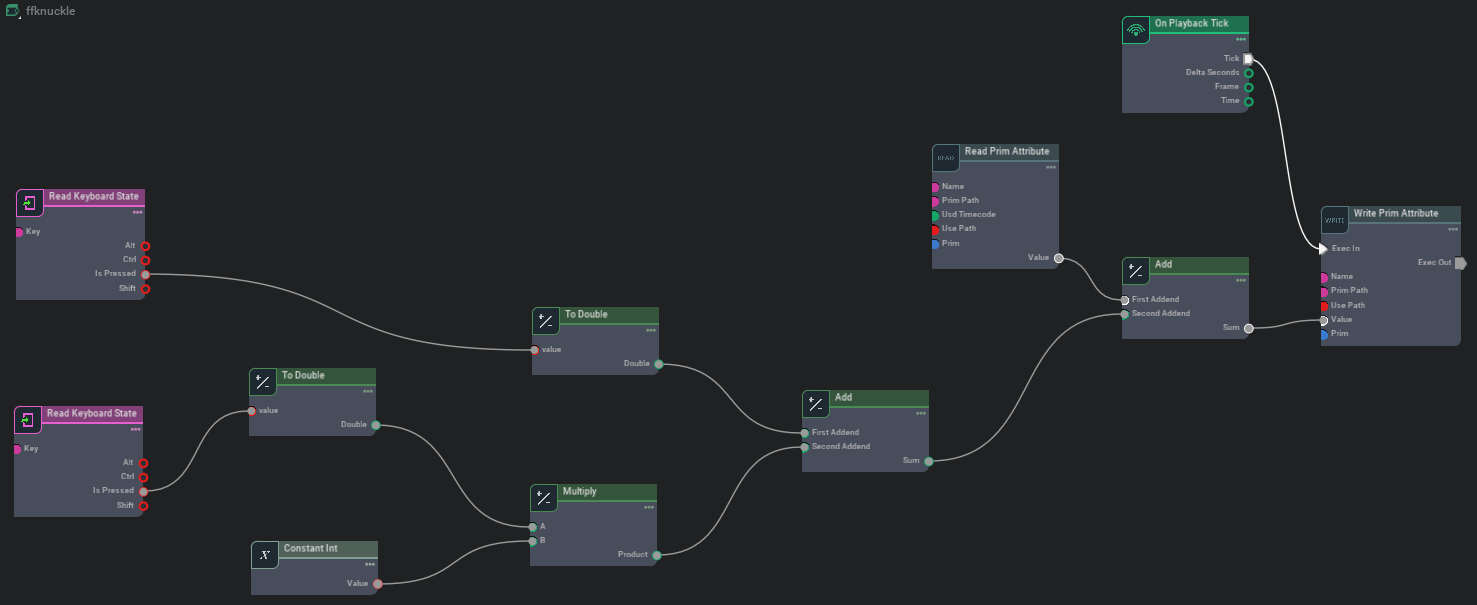 ffknuckle
On Playback Tick
Tick
Delta Seconds
Frame
Time
Read Prim Attribute
READ
Name
Prim Path
Usd Timecode
Use Path
Prim
Value
Read Keyboard State
Key
Alt
Ctrl
Is Pressed
Shift
Write Prim Attribute
WRITE
Exec In
Exec Out
Name
Prim Path
Use Path
Value
Prim
Add
First Addend
Second Addend
Sum
To Double
value
Double
To Double
value
Double
Read Keyboard State
Key
Alt
Ctrl
Is Pressed
Shift
Add
First Addend
Second Addend
Sum
Multiply
A
B
Product
Constant Int
X
Value